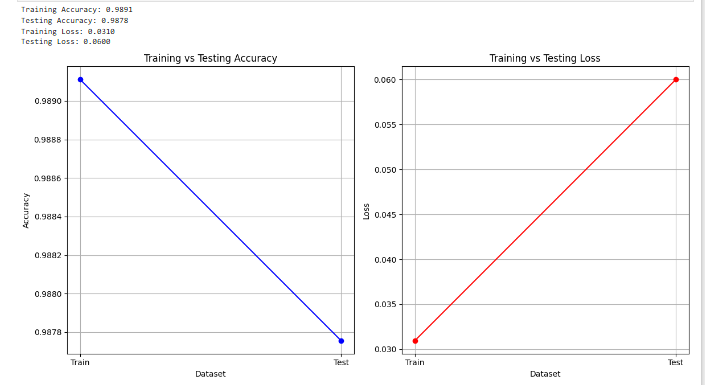 Training Accuracy: 0.9891
Testing Accuracy: 0.9878
Training Loss: 0.0310
Testing Loss: 0.0600
Training vs Testing Accuracy
0.9890
0.9888
0.9886
0.9884
0.9882
0.9880
0.9878
Accuracy
Train
Test
Dataset
Training vs Testing Loss
0.060
0.055
0.050
0.045
0.040
0.035
0.030
Loss
Train
Test
Dataset